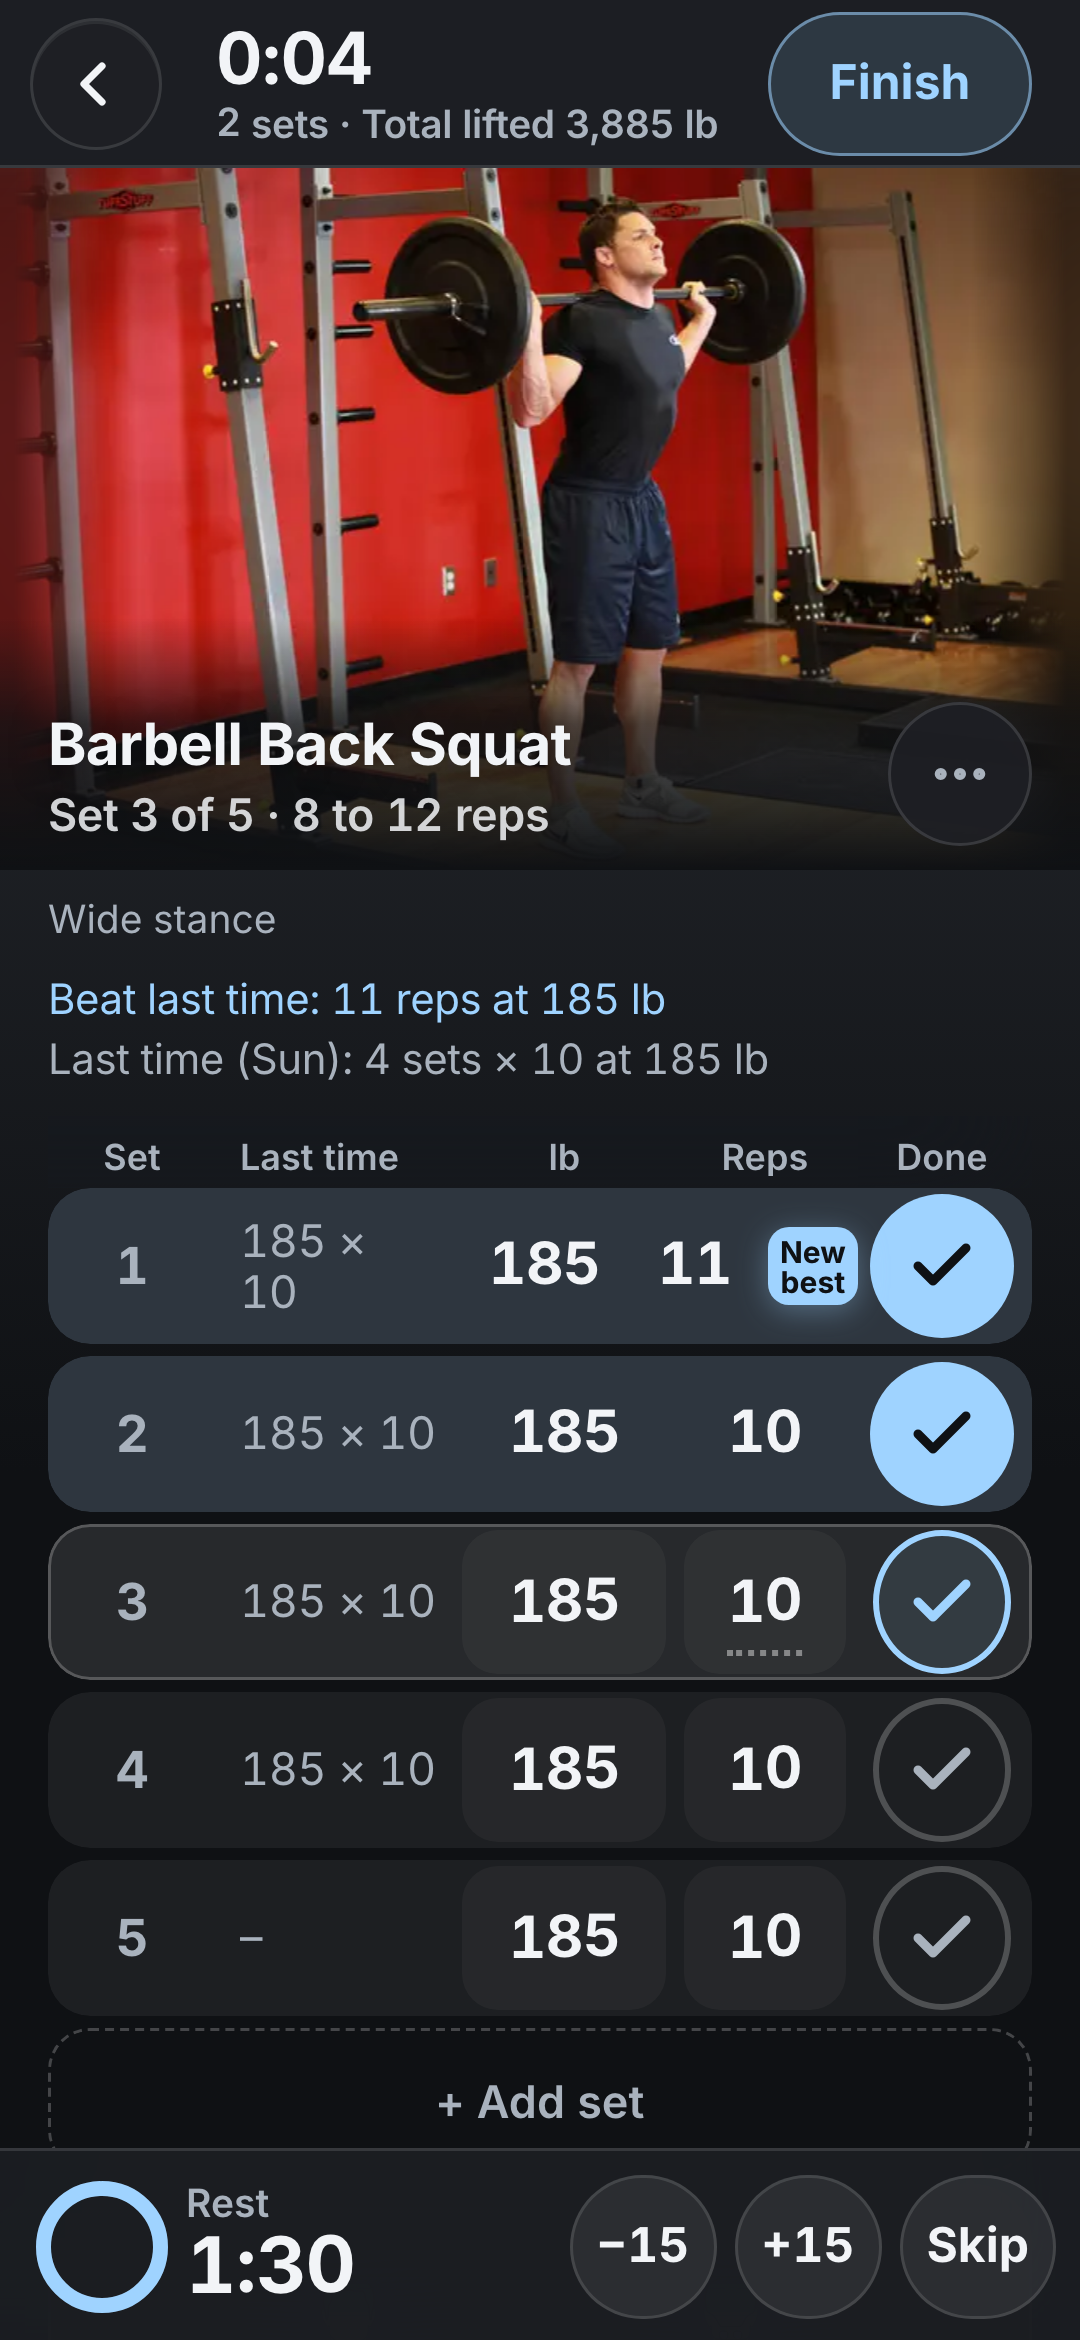 0:04
2 sets · Total lifted 3,885 lb
Finish
Barbell Back Squat
Set 3 of 5 · 8 to 12 reps
Wide stance
Beat last time: 11 reps at 185 lb
Last time (Sun): 4 sets × 10 at 185 lb
Set Last time lb Reps Done
1 185 × 10 185 11 New best
2 185 × 10 185 10
3 185 × 10 185 10
4 185 × 10 185 10
5 – 185 10
+ Add set
Rest
1:30
−15 +15 Skip